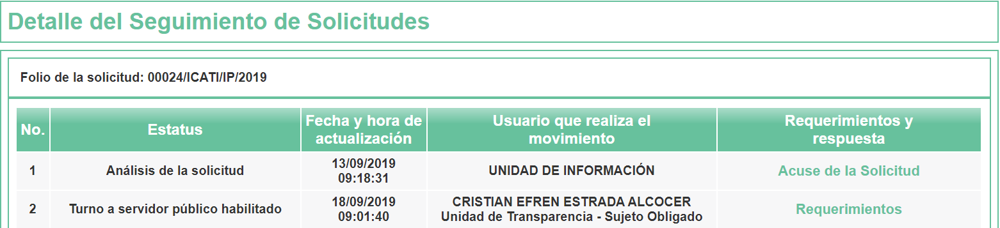 Detalle del Seguimiento de Solicitudes
Folio de la solicitud: 00024/ICATI/IP/2019
No.
Estatus
Fecha y hora de
actualización
Usuario que realiza el
movimiento
Requerimientos y
respuesta
1
Análisis de la solicitud
13/09/2019
09:18:31
UNIDAD DE INFORMACIÓN
Acuse de la Solicitud
2
Turno a servidor público habilitado
18/09/2019
09:01:40
CRISTIAN EFREN ESTRADA ALCOCER
Unidad de Transparencia - Sujeto Obligado
Requerimientos